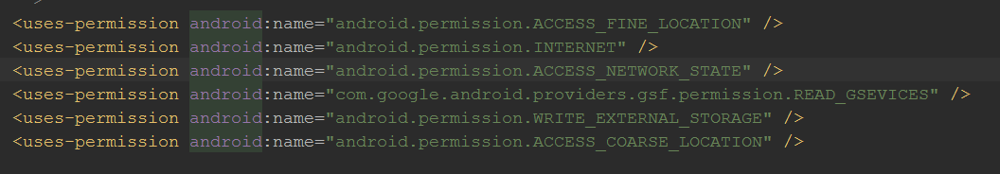 <uses-permission android:name="android.permission.ACCESS_FINE_LOCATION" />
<uses-permission android:name="android.permission.INTERNET" />
<uses-permission android:name="android.permission.ACCESS_NETWORK_STATE" />
<uses-permission android:name="com.google.android.providers.gsf.permission.READ_GSEVICES" />
<uses-permission android:name="android.permission.WRITE_EXTERNAL_STORAGE" />
<uses-permission android:name="android.permission.ACCESS_COARSE_LOCATION" />